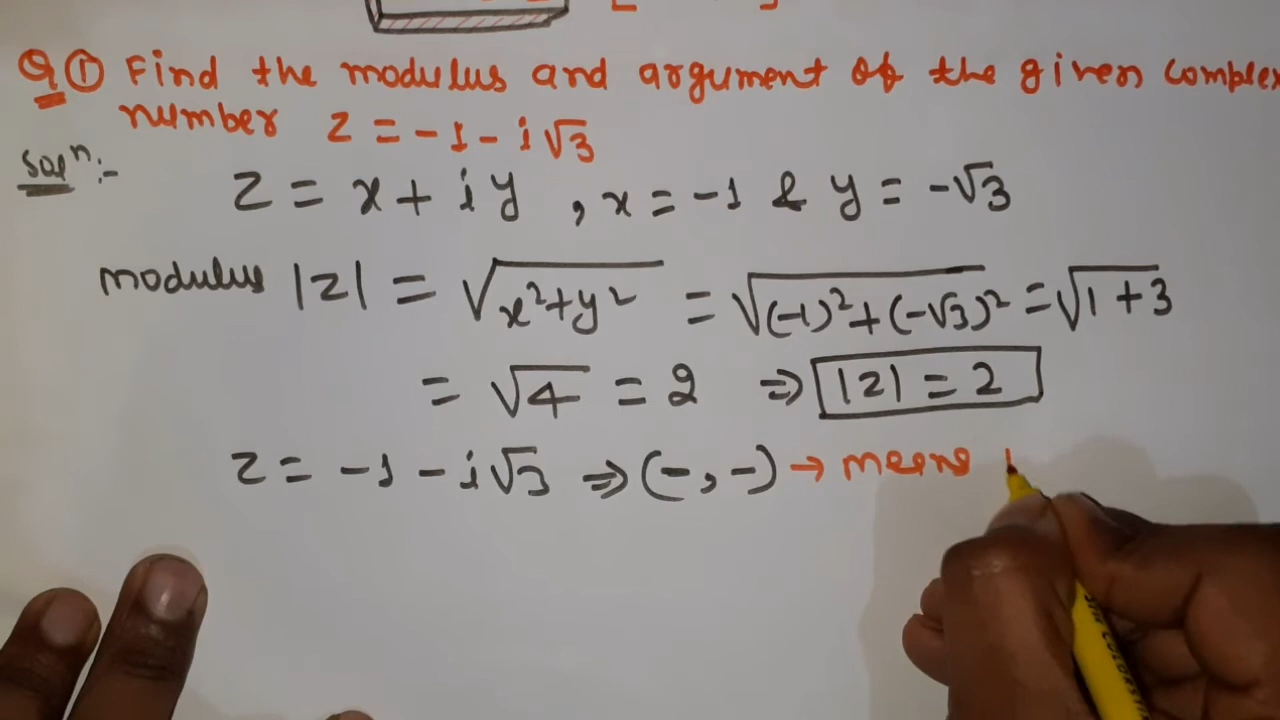 Q ① Find the modulus and argument of the given complex
number z = -1 - i√3
Solⁿ:-
z = x + iy , x = -1 & y = -√3
modulus |z| = √(x²+y²) = √((-1)²+(-√3)²) = √(1+3)
= √4 = 2 ⇒ |z| = 2
z = -1 - i√3 ⇒ (-,-) → means